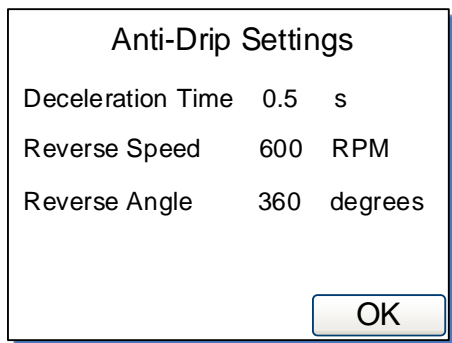 Anti-Drip Settings
Deceleration Time 0.5 s
Reverse Speed 600 RPM
Reverse Angle 360 degrees
OK